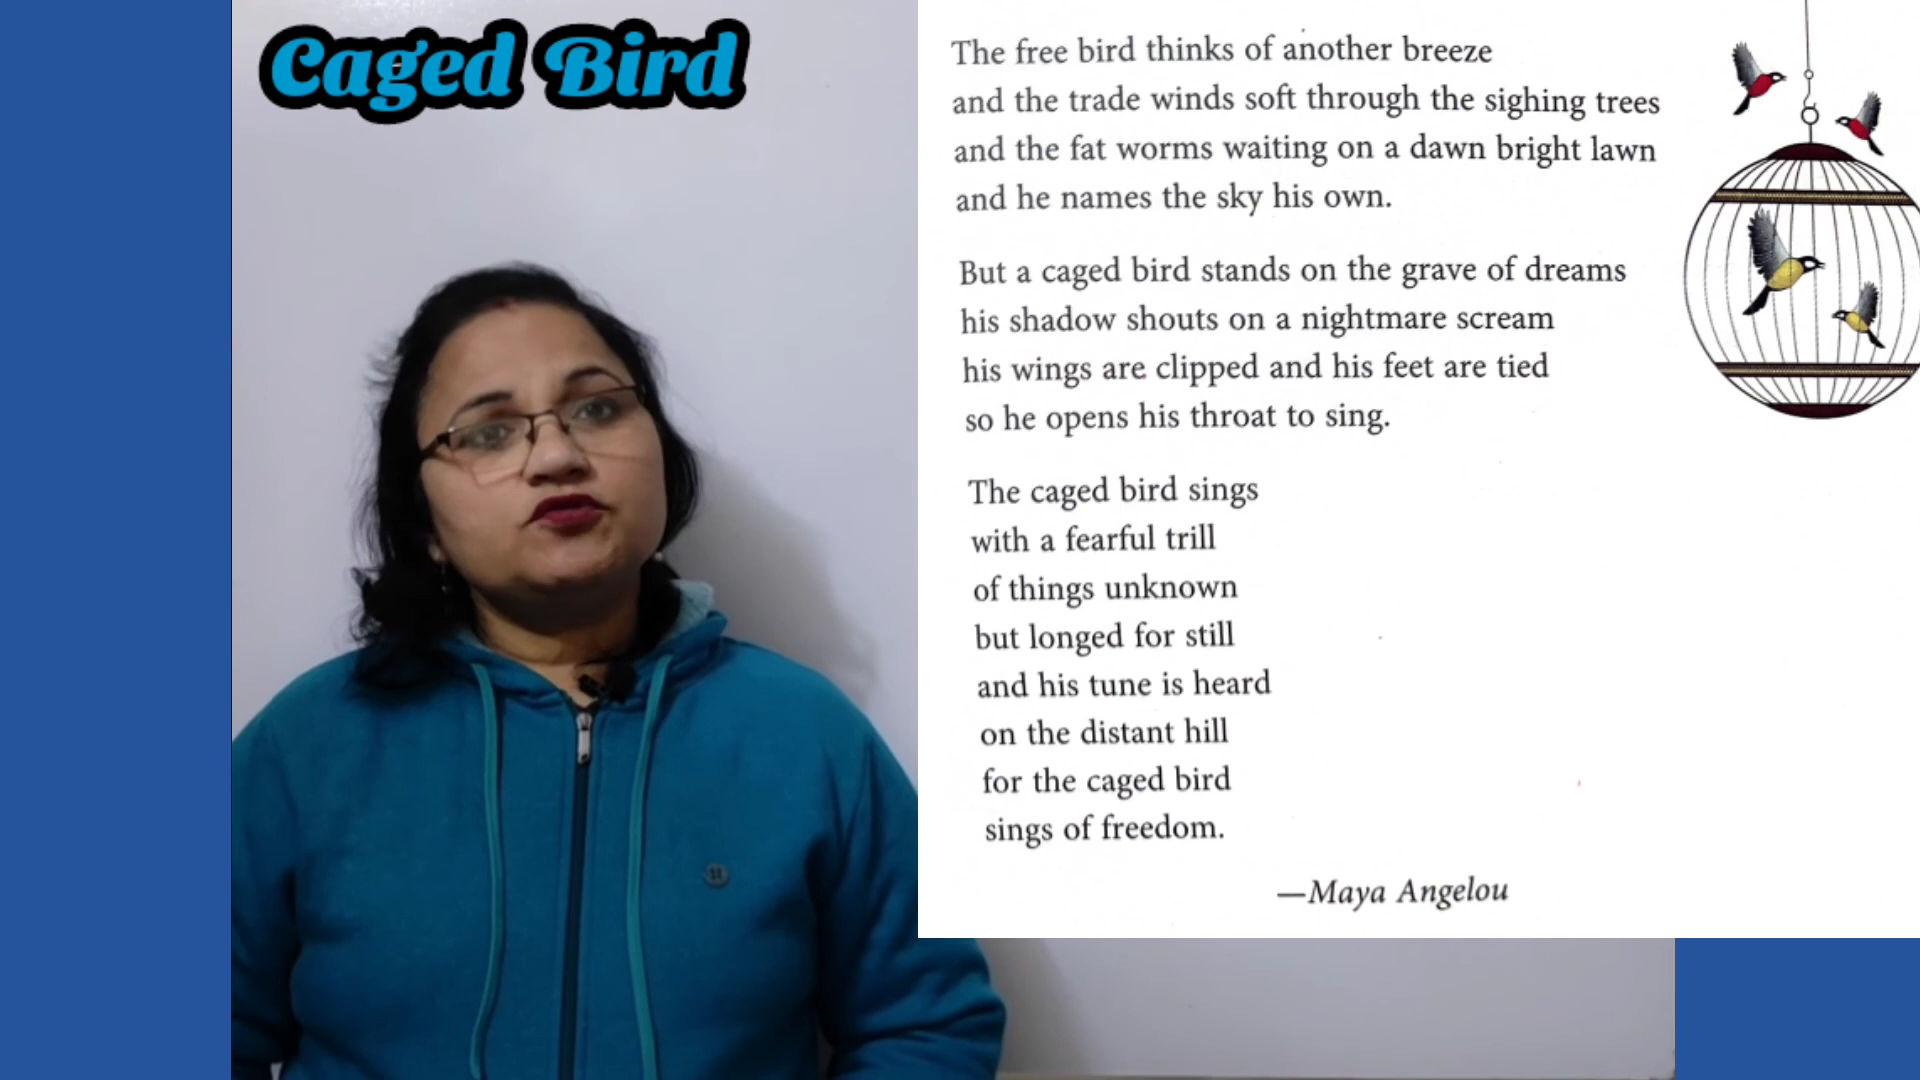 Caged Bird
The free bird thinks of another breeze
and the trade winds soft through the sighing trees
and the fat worms waiting on a dawn bright lawn
and he names the sky his own.
But a caged bird stands on the grave of dreams
his shadow shouts on a nightmare scream
his wings are clipped and his feet are tied
so he opens his throat to sing.
The caged bird sings
with a fearful trill
of things unknown
but longed for still
and his tune is heard
on the distant hill
for the caged bird
sings of freedom.
—Maya Angelou